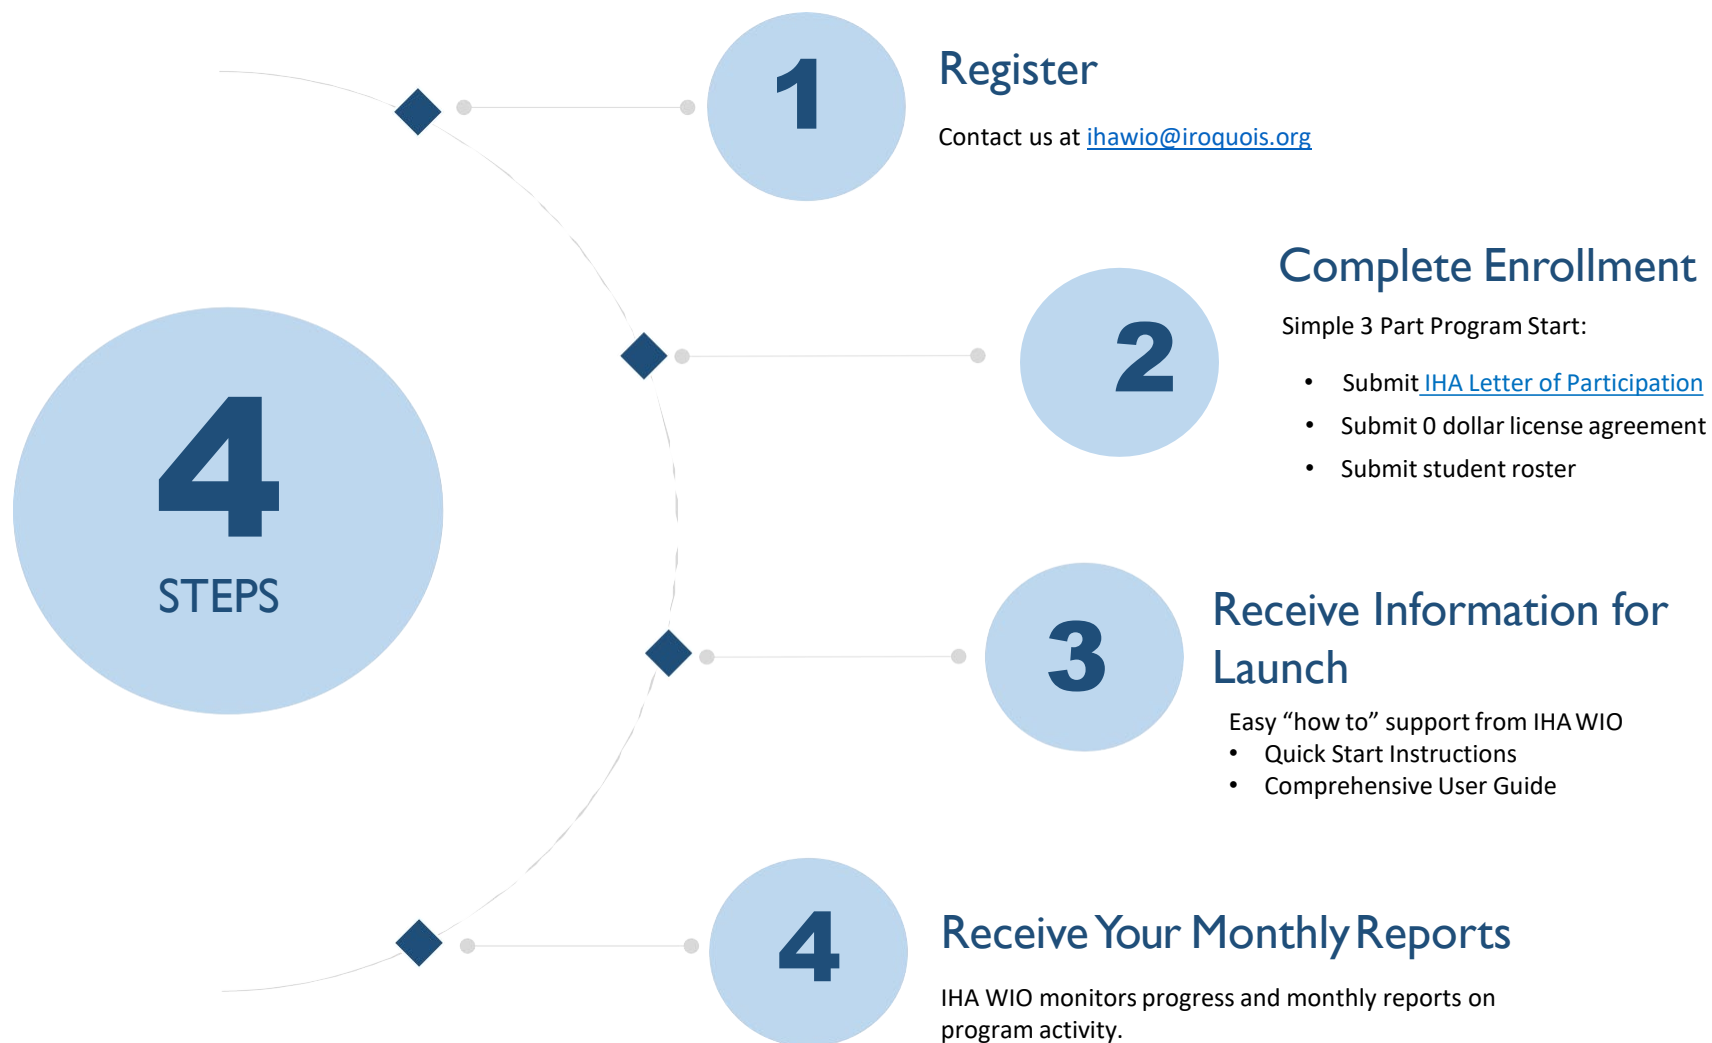 4
STEPS
1
Register
Contact us at ihawio@iroquois.org
2
Complete Enrollment
Simple 3 Part Program Start:
• Submit IHA Letter of Participation
• Submit 0 dollar license agreement
• Submit student roster
3
Receive Information for
Launch
Easy “how to” support from IHA WIO
• Quick Start Instructions
• Comprehensive User Guide
4
Receive Your Monthly Reports
IHA WIO monitors progress and monthly reports on
program activity.